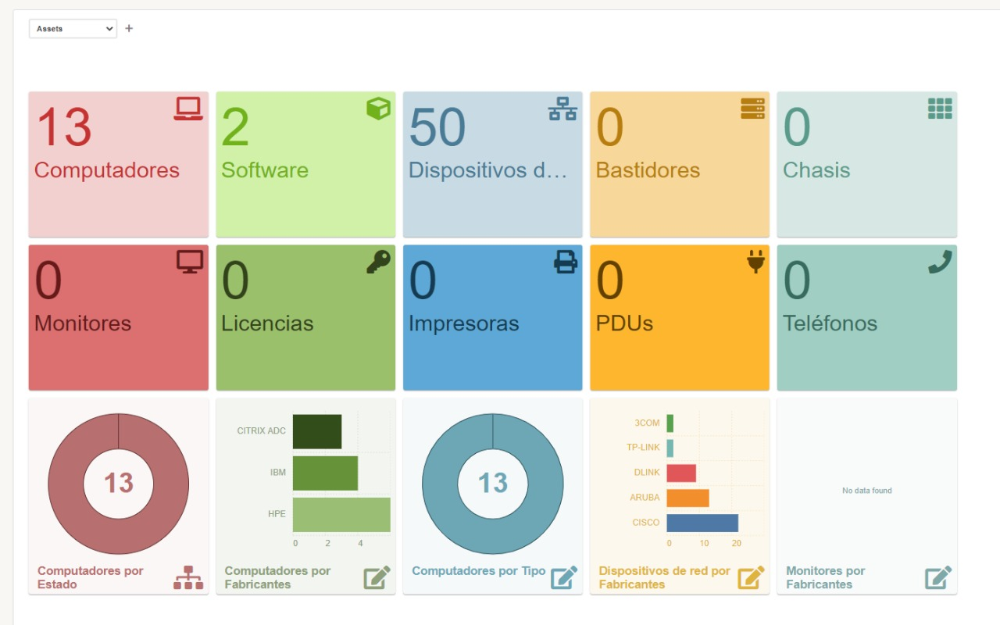 Assets
+
13
Computadores
2
Software
50
Dispositivos d...
0
Bastidores
0
Chasis
0
Monitores
0
Licencias
0
Impresoras
0
PDUs
0
Teléfonos
13
Computadores por
Estado
CITRIX ADC
IBM
HPE
0 2 4
Computadores por
Fabricantes
13
Computadores por Tipo
3COM
TP-LINK
DLINK
ARUBA
CISCO
0 10 20
Dispositivos de red por
Fabricantes
No data found
Monitores por
Fabricantes